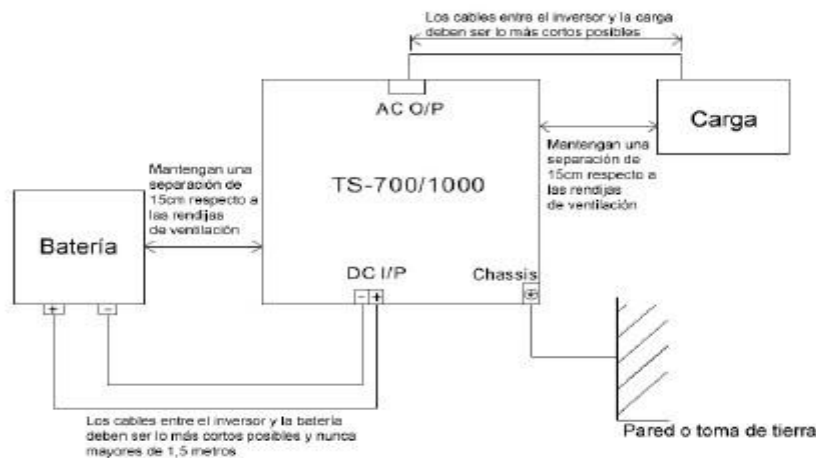 Los cables entre el inversor y la carga
deben ser lo más cortos posibles
AC O/P
Carga
Mantengan una
separación de
15cm respecto a
las rendijas
de ventilación
TS-700/1000
Mantengan una
separación de
15cm respecto a
las rendijas
de ventilación
Batería
DC I/P
Chassis
- +
+ -
Los cables entre el inversor y la batería
deben ser lo más cortos posibles y nunca
mayores de 1,5 metros
Pared o toma de tierra